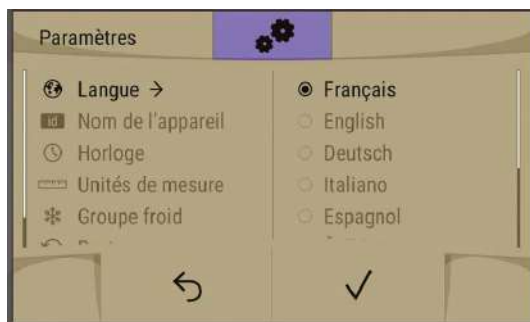 Paramètres
Langue →
Nom de l'appareil
Horloge
Unités de mesure
Groupe froid
Français
English
Deutsch
Italiano
Espagnol